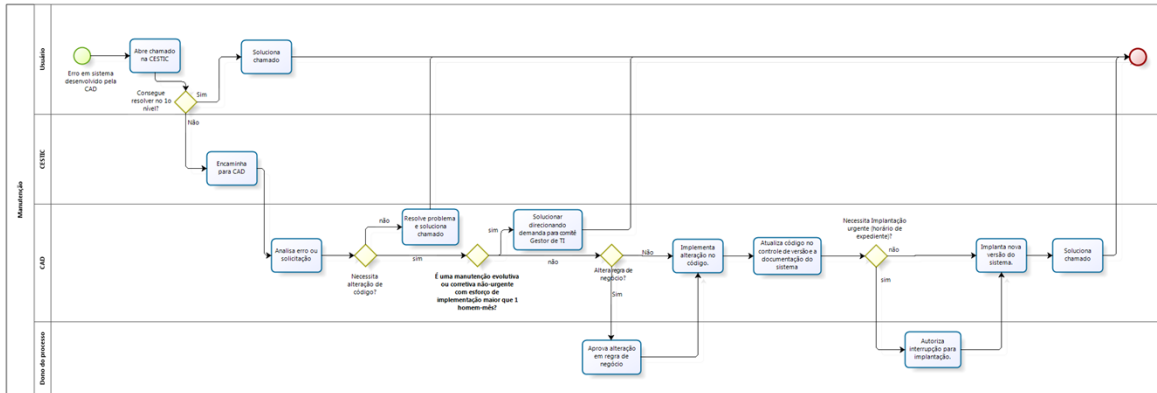 Manutenção
Usuário
CESTIC
CAD
Dono do processo
Erro em sistema
desenvolvido pela
CAD
Abre chamado
na CESTIC
Consegue
resolver no 1o
nível?
Sim
Não
Soluciona
chamado
Encaminha
para CAD
Analisa erro ou
solicitação
Necessita
alteração de
código?
não
sim
Resolve problema
e soluciona
chamado
É uma manutenção evolutiva
ou corretiva não-urgente
com esforço de
implementação maior que 1
homem-mês?
sim
não
Solucionar
direcionando
demanda para comitê
Gestor de TI
Altera regra de
negócio?
Não
Sim
Aprova alteração
em regra de
negócio
Implementa
alteração no
código.
Atualiza código no
controle de versão e a
documentação do
sistema
Necessita Implantação
urgente (horário de
expediente)?
não
sim
Autoriza
interrupção para
implantação.
Implanta nova
versão do
sistema.
Soluciona
chamado